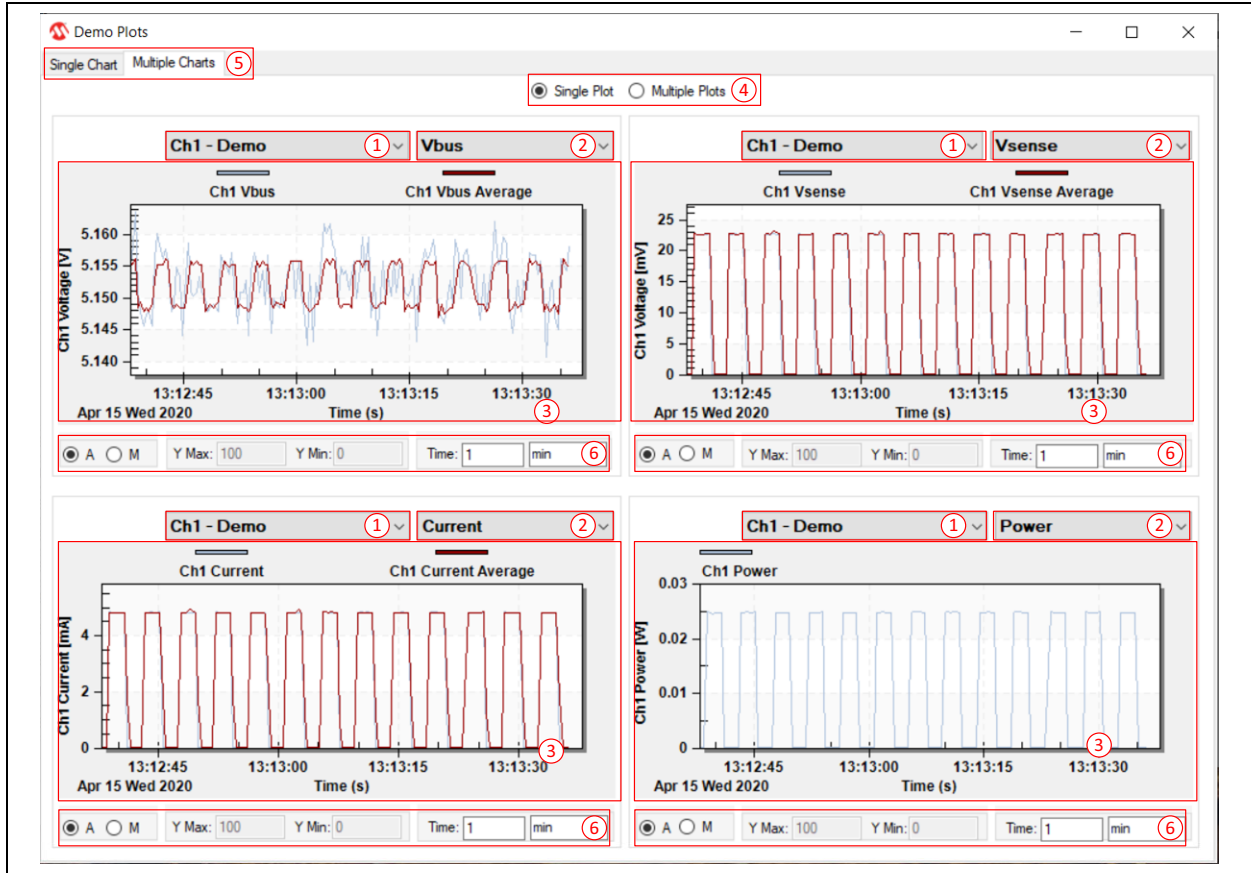 Demo Plots
Single Chart Multiple Charts 5
Single Plot Multiple Plots 4
Ch1 - Demo 1 Vbus 2
Ch1 Vbus Ch1 Vbus Average
Ch1 Voltage [V]
5.160
5.155
5.150
5.145
5.140
13:12:45 13:13:00 13:13:15 13:13:30
Apr 15 Wed 2020 Time (s) 3
A M Y Max: 100 Y Min: 0 Time: 1 min 6
Ch1 - Demo 1 Vsense 2
Ch1 Vsense Ch1 Vsense Average
Ch1 Voltage [mV]
25
20
15
10
5
0
13:12:45 13:13:00 13:13:15 13:13:30
Apr 15 Wed 2020 Time (s) 3
A M Y Max: 100 Y Min: 0 Time: 1 min 6
Ch1 - Demo 1 Current 2
Ch1 Current Ch1 Current Average
Ch1 Current [mA]
4
2
0
3
13:12:45 13:13:00 13:13:15 13:13:30
Apr 15 Wed 2020 Time (s)
A M Y Max: 100 Y Min: 0 Time: 1 min 6
Ch1 - Demo 1 Power 2
Ch1 Power
Ch1 Power [W]
0.03
0.02
0.01
0
3
13:12:45 13:13:00 13:13:15 13:13:30
Apr 15 Wed 2020 Time (s)
A M Y Max: 100 Y Min: 0 Time: 1 min 6